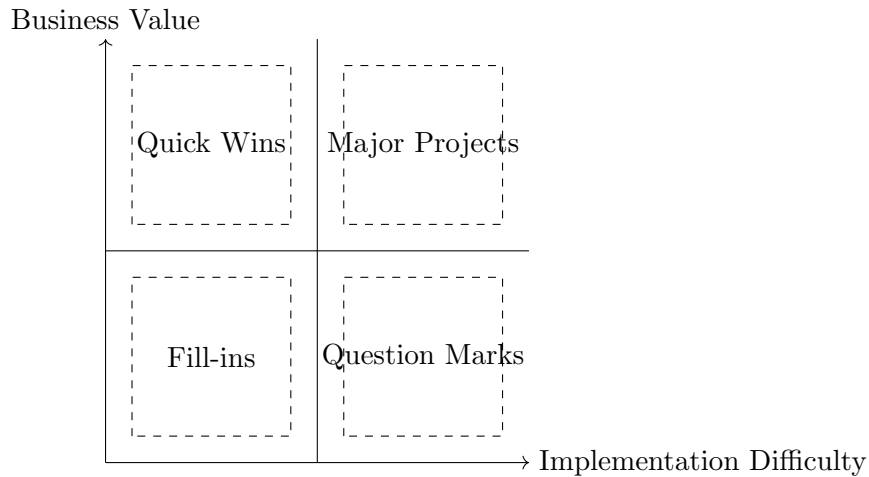 Business Value
Quick Wins
Major Projects
Fill-ins
Question Marks
Implementation Difficulty